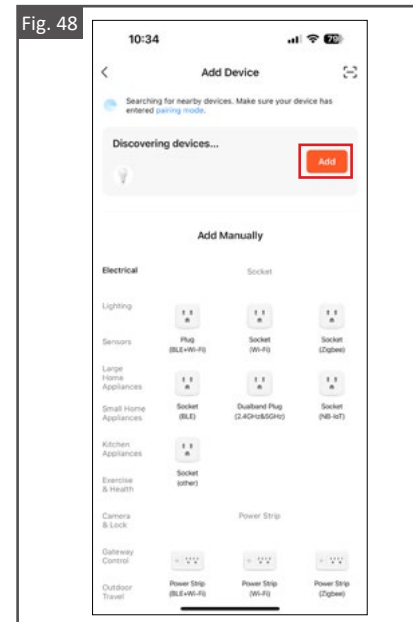 Fig. 48
10:34
79
Add Device
Searching for nearby devices. Make sure your device has
entered pairing mode.
Discovering devices...
Add
Add Manually
Electrical
Socket
Lighting
Sensors
Plug
(BLE+Wi-Fi)
Socket
(Wi-Fi)
Socket
(Zigbee)
Large
Home
Appliances
Small Home
Appliances
Socket
(BLE)
Dualband Plug
(2.4GHz&5GHz)
Socket
(NB-IoT)
Kitchen
Appliances
Exercise
& Health
Socket
(other)
Camera
& Lock
Power Strip
Gateway
Control
Outdoor
Travel
Power Strip
(BLE+Wi-Fi)
Power Strip
(Wi-Fi)
Power Strip
(Zigbee)